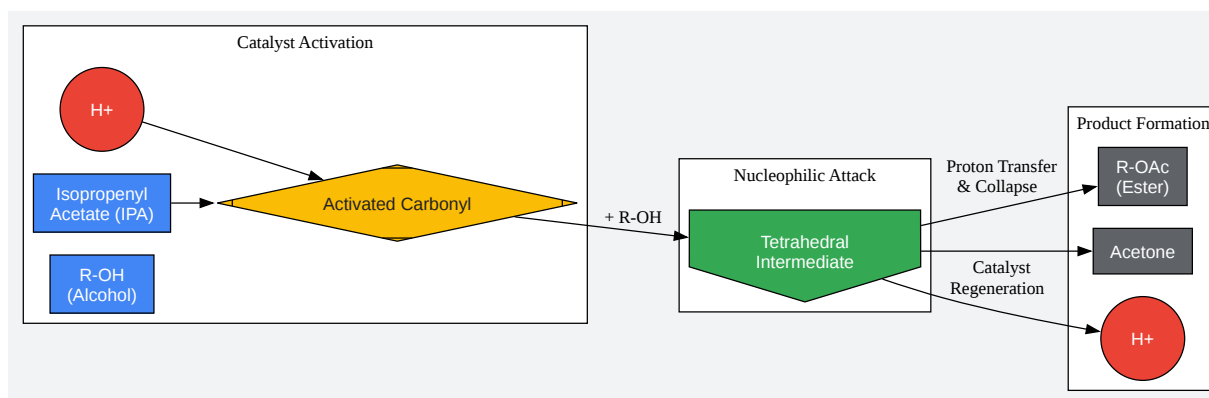 Catalyst Activation
H+
Isopropenyl
Acetate (IPA)
R-OH
(Alcohol)
Activated Carbonyl
+ R-OH
Nucleophilic Attack
Tetrahedral
Intermediate
Proton Transfer
& Collapse
Catalyst
Regeneration
Product Formation
R-OAc
(Ester)
Acetone
H+